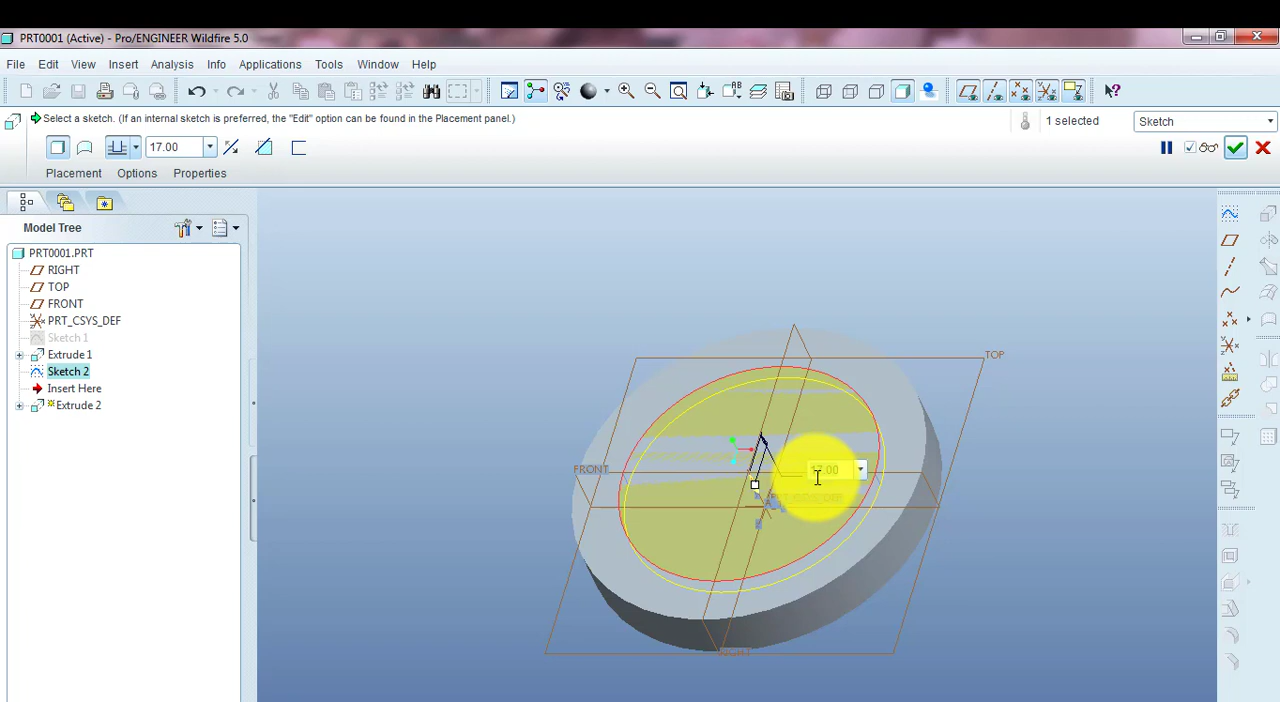 PRT0001 (Active) - Pro/ENGINEER Wildfire 5.0
File Edit View Insert Analysis Info Applications Tools Window Help
Select a sketch. (If an internal sketch is preferred, the "Edit" option can be found in the Placement panel.)
1 selected
Sketch
17.00
Placement Options Properties
Model Tree
PRT0001.PRT
RIGHT
TOP
FRONT
PRT_CSYS_DEF
Sketch 1
Extrude 1
Sketch 2
Insert Here
Extrude 2
TOP
FRONT
17.00
RIGHT